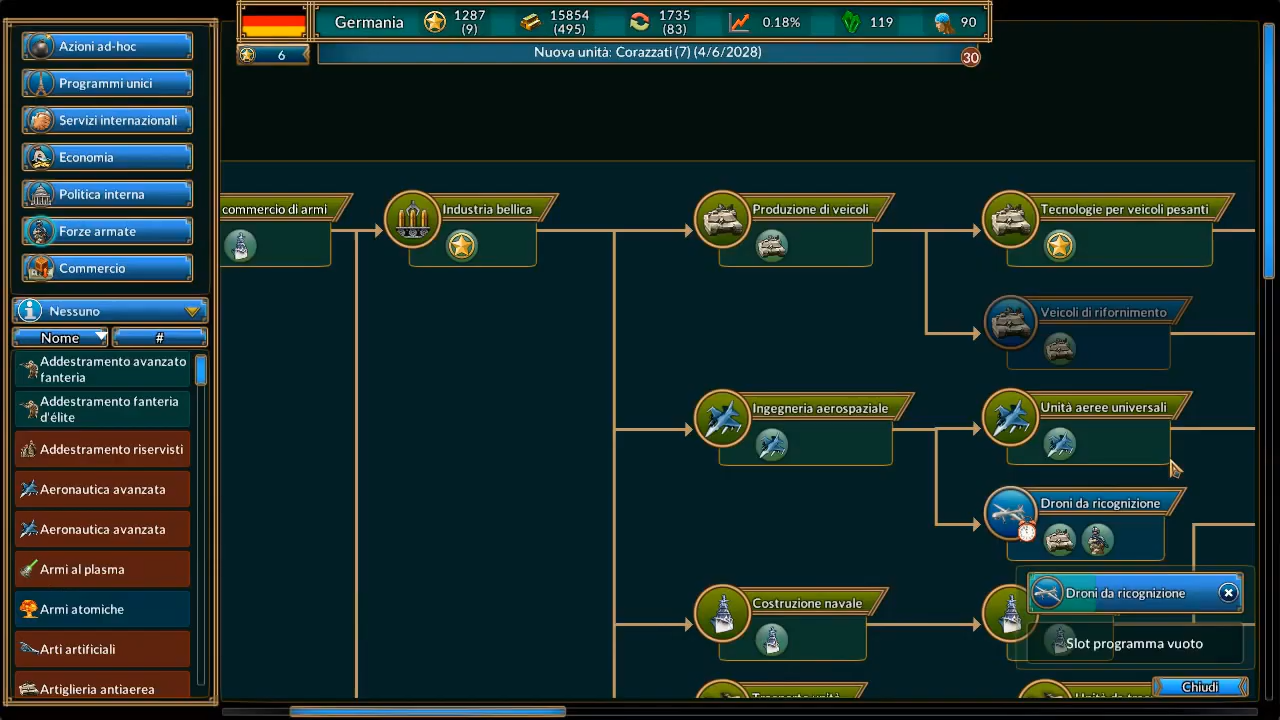 Germania
1287
(9)
15854
(495)
1735
(83)
0.18%
119
90
6
Nuova unità: Corazzati (7) (4/6/2028)
30
Azioni ad-hoc
Programmi unici
Servizi internazionali
Economia
Politica interna
Forze armate
Commercio
Nessuno
Nome
#
Addestramento avanzato
fanteria
Addestramento fanteria
d'élite
Addestramento riservisti
Aeronautica avanzata
Aeronautica avanzata
Armi al plasma
Armi atomiche
Arti artificiali
Artiglieria antiaerea
commercio di armi
Industria bellica
Produzione di veicoli
Tecnologie per veicoli pesanti
Veicoli di rifornimento
Ingegneria aerospaziale
Unità aeree universali
Droni da ricognizione
Costruzione navale
Droni da ricognizione
Slot programma vuoto
Chiudi